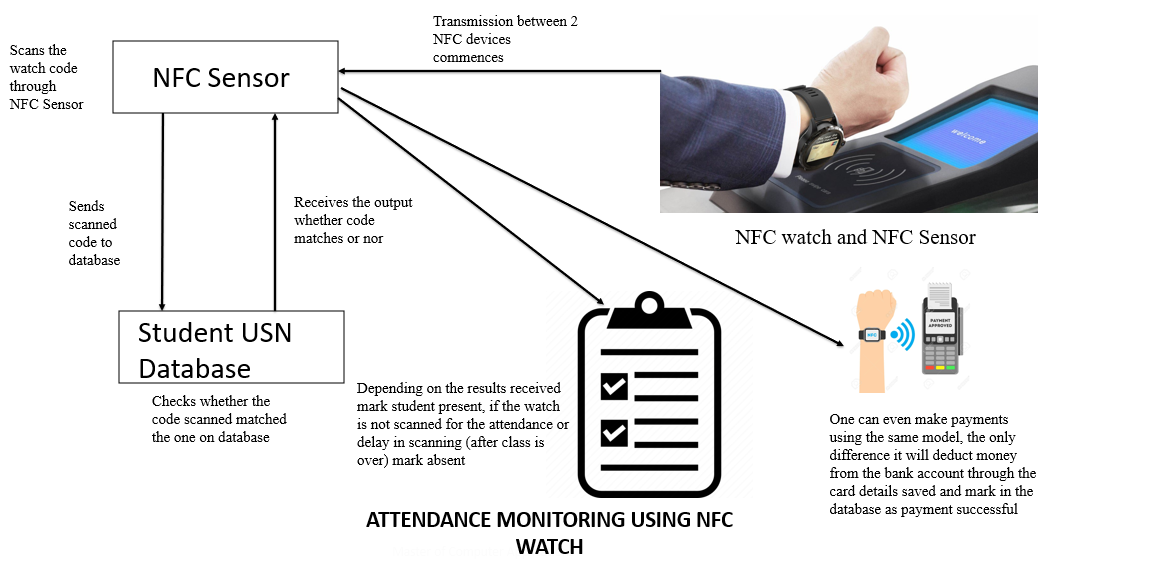 Transmission between 2
NFC devices
commences
Scans the
watch code
through
NFC Sensor
NFC Sensor
welcome
NFC watch and NFC Sensor
Sends
scanned
code to
database
Receives the output
whether code
matches or nor
Student USN
Database
Checks whether the
code scanned matched
the one on database
Depending on the results received
mark student present, if the watch
is not scanned for the attendance or
delay in scanning (after class is
over) mark absent
NFC
PAYMENT
APPROVED
One can even make payments
using the same model, the only
difference it will deduct money
from the bank account through the
card details saved and mark in the
database as payment successful
ATTENDANCE MONITORING USING NFC
WATCH